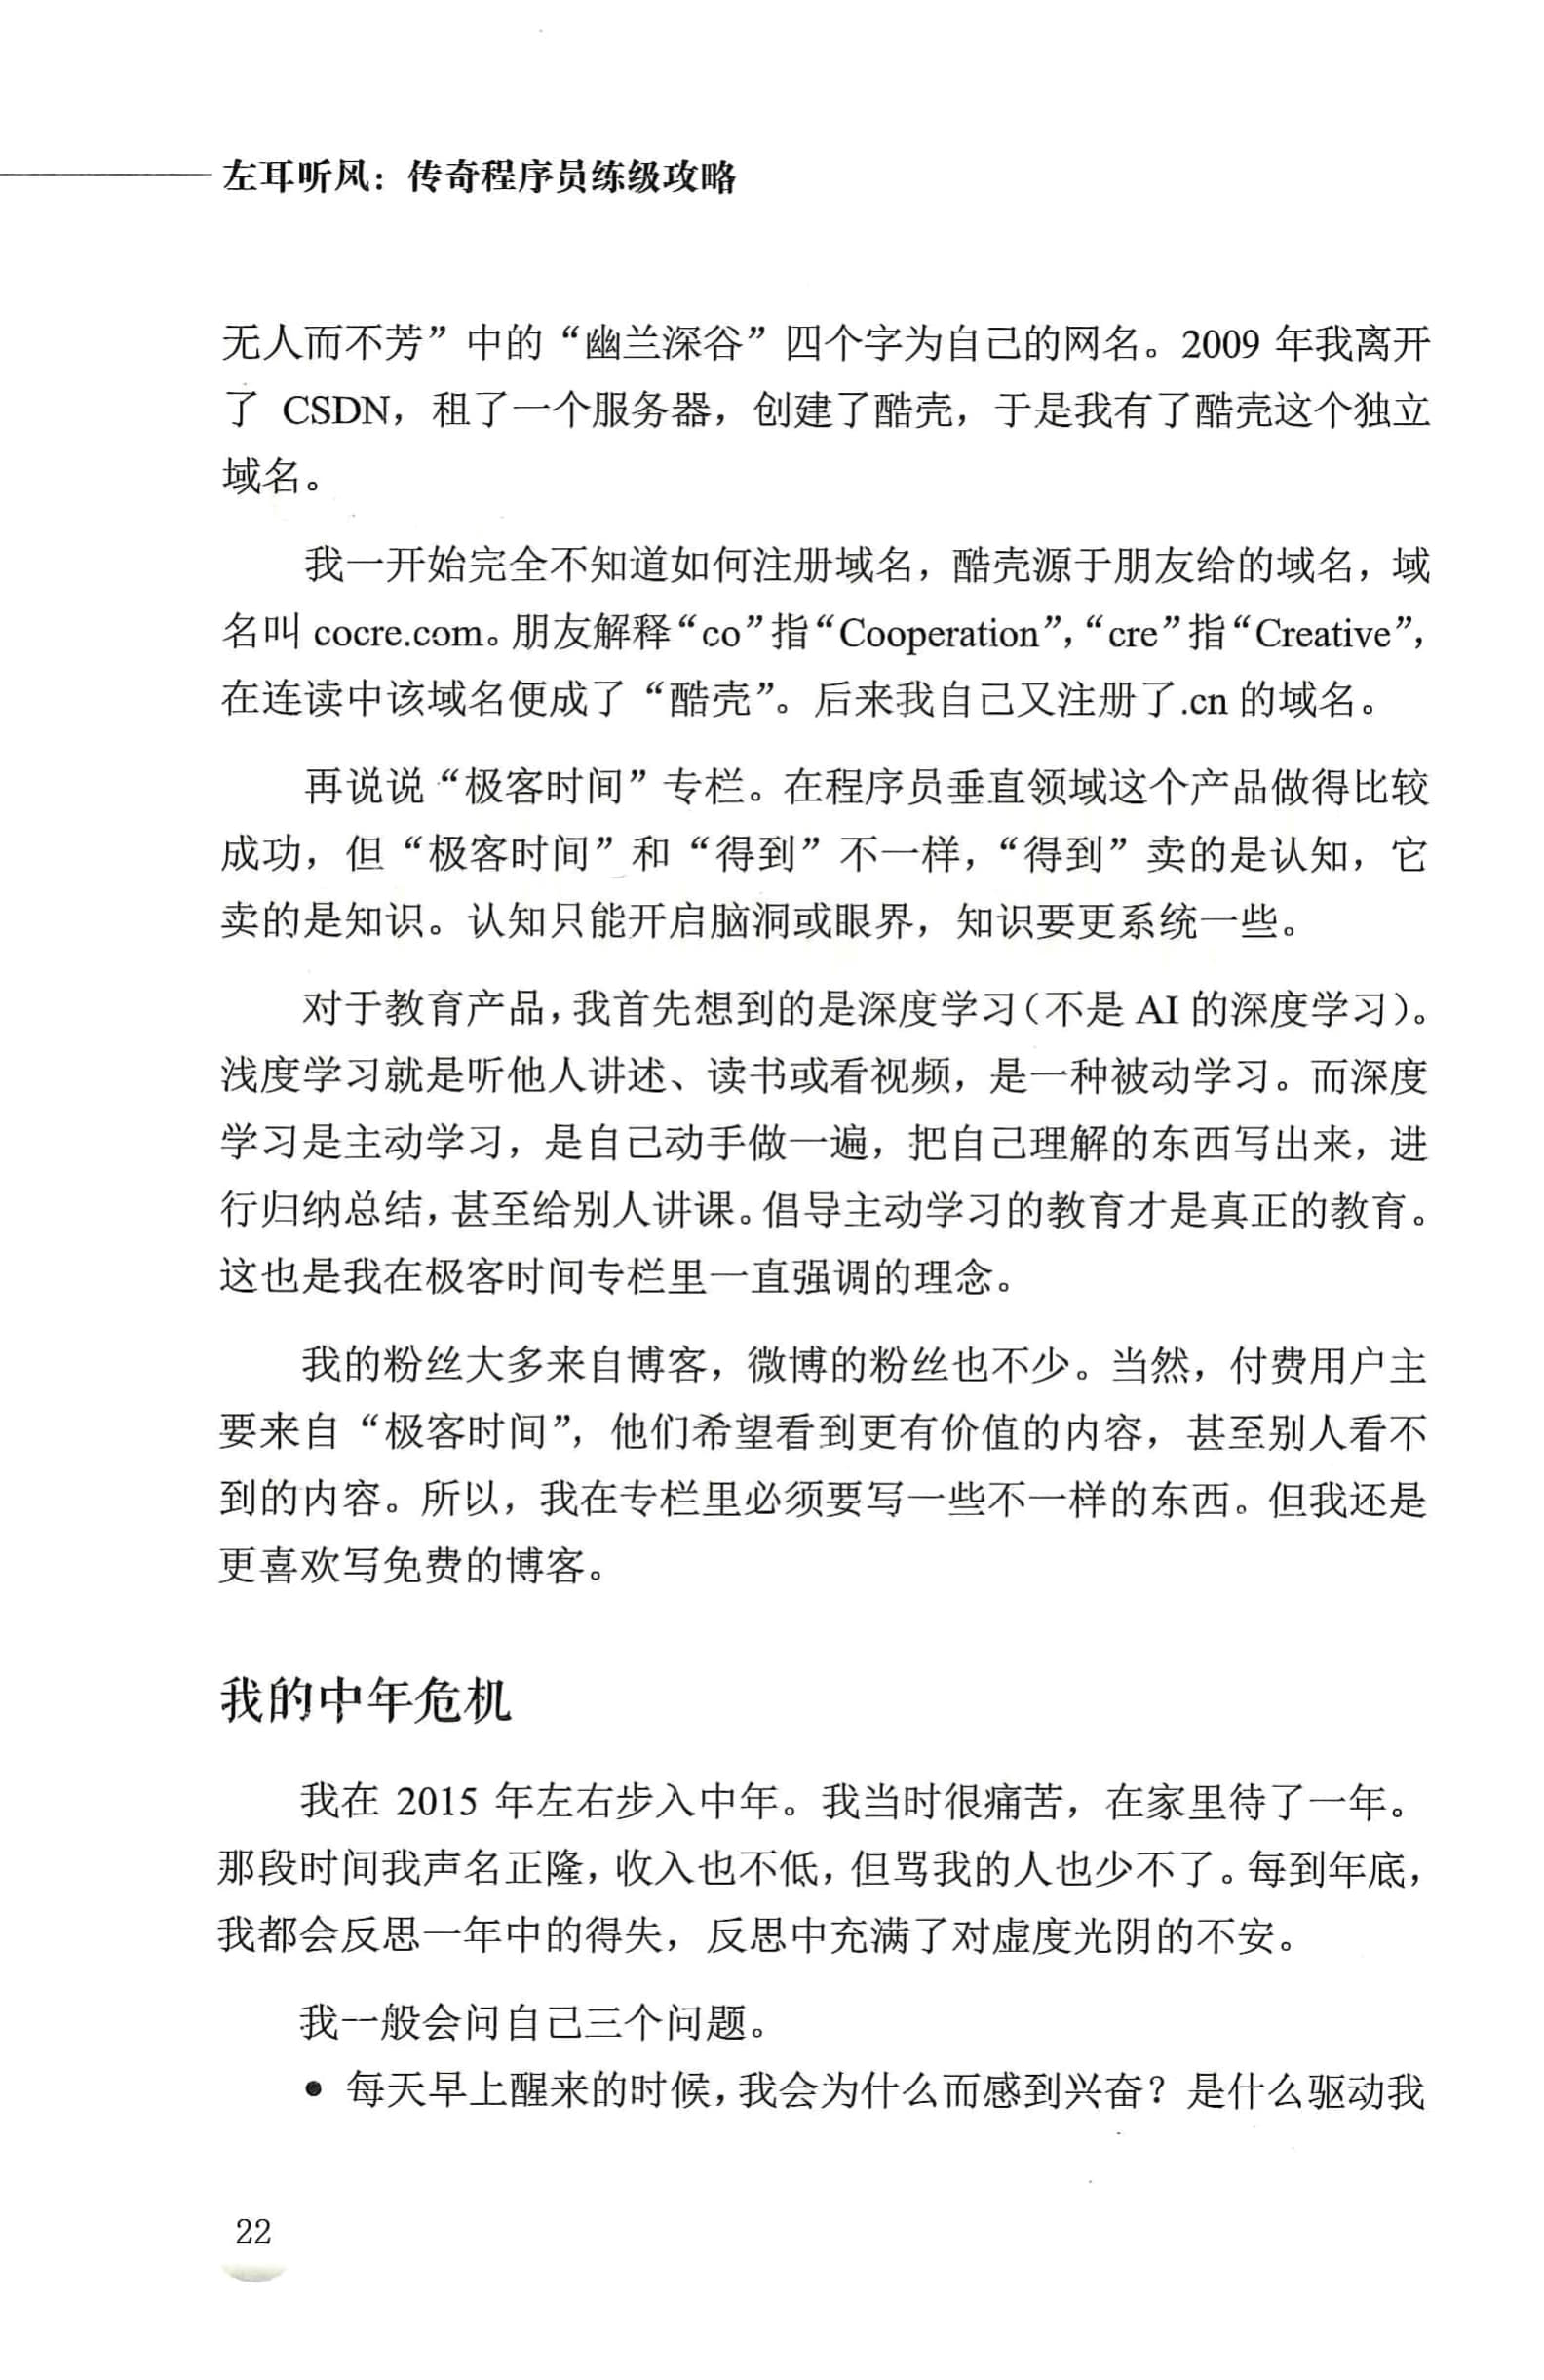 左耳听风：传奇程序员练级攻略
无人而不芳”中的“幽兰深谷”四个字为自己的网名。2009 年我离开
了 CSDN，租了一个服务器，创建了酷壳，于是我有了酷壳这个独立
域名。
我一开始完全不知道如何注册域名，酷壳源于朋友给的域名，域
名叫 cocre.com。朋友解释“co”指“Cooperation”，“cre”指“Creative”，
在连读中该域名便成了“酷壳”。后来我自己又注册了.cn 的域名。
再说说“极客时间”专栏。在程序员垂直领域这个产品做得比较
成功，但“极客时间”和“得到”不一样，“得到”卖的是认知，它
卖的是知识。认知只能开启脑洞或眼界，知识要更系统一些。
对于教育产品，我首先想到的是深度学习（不是 AI 的深度学习）。
浅度学习就是听他人讲述、读书或看视频，是一种被动学习。而深度
学习是主动学习，是自己动手做一遍，把自己理解的东西写出来，进
行归纳总结，甚至给别人讲课。倡导主动学习的教育才是真正的教育。
这也是我在极客时间专栏里一直强调的理念。
我的粉丝大多来自博客，微博的粉丝也不少。当然，付费用户主
要来自“极客时间”，他们希望看到更有价值的内容，甚至别人看不
到的内容。所以，我在专栏里必须要写一些不一样的东西。但我还是
更喜欢写免费的博客。
我的中年危机
我在 2015 年左右步入中年。我当时很痛苦，在家里待了一年。
那段时间我声名正隆，收入也不低，但骂我的人也少不了。每到年底，
我都会反思一年中的得失，反思中充满了对虚度光阴的不安。
我一般会问自己三个问题。
● 每天早上醒来的时候，我会为什么而感到兴奋？是什么驱动我
22